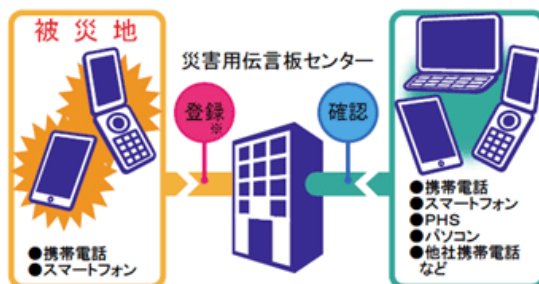 被災地
災害用伝言板センター
登録
※
確認
●携帯電話
●スマートフォン
●携帯電話
●スマートフォン
●PHS
●パソコン
●他社携帯電話
など